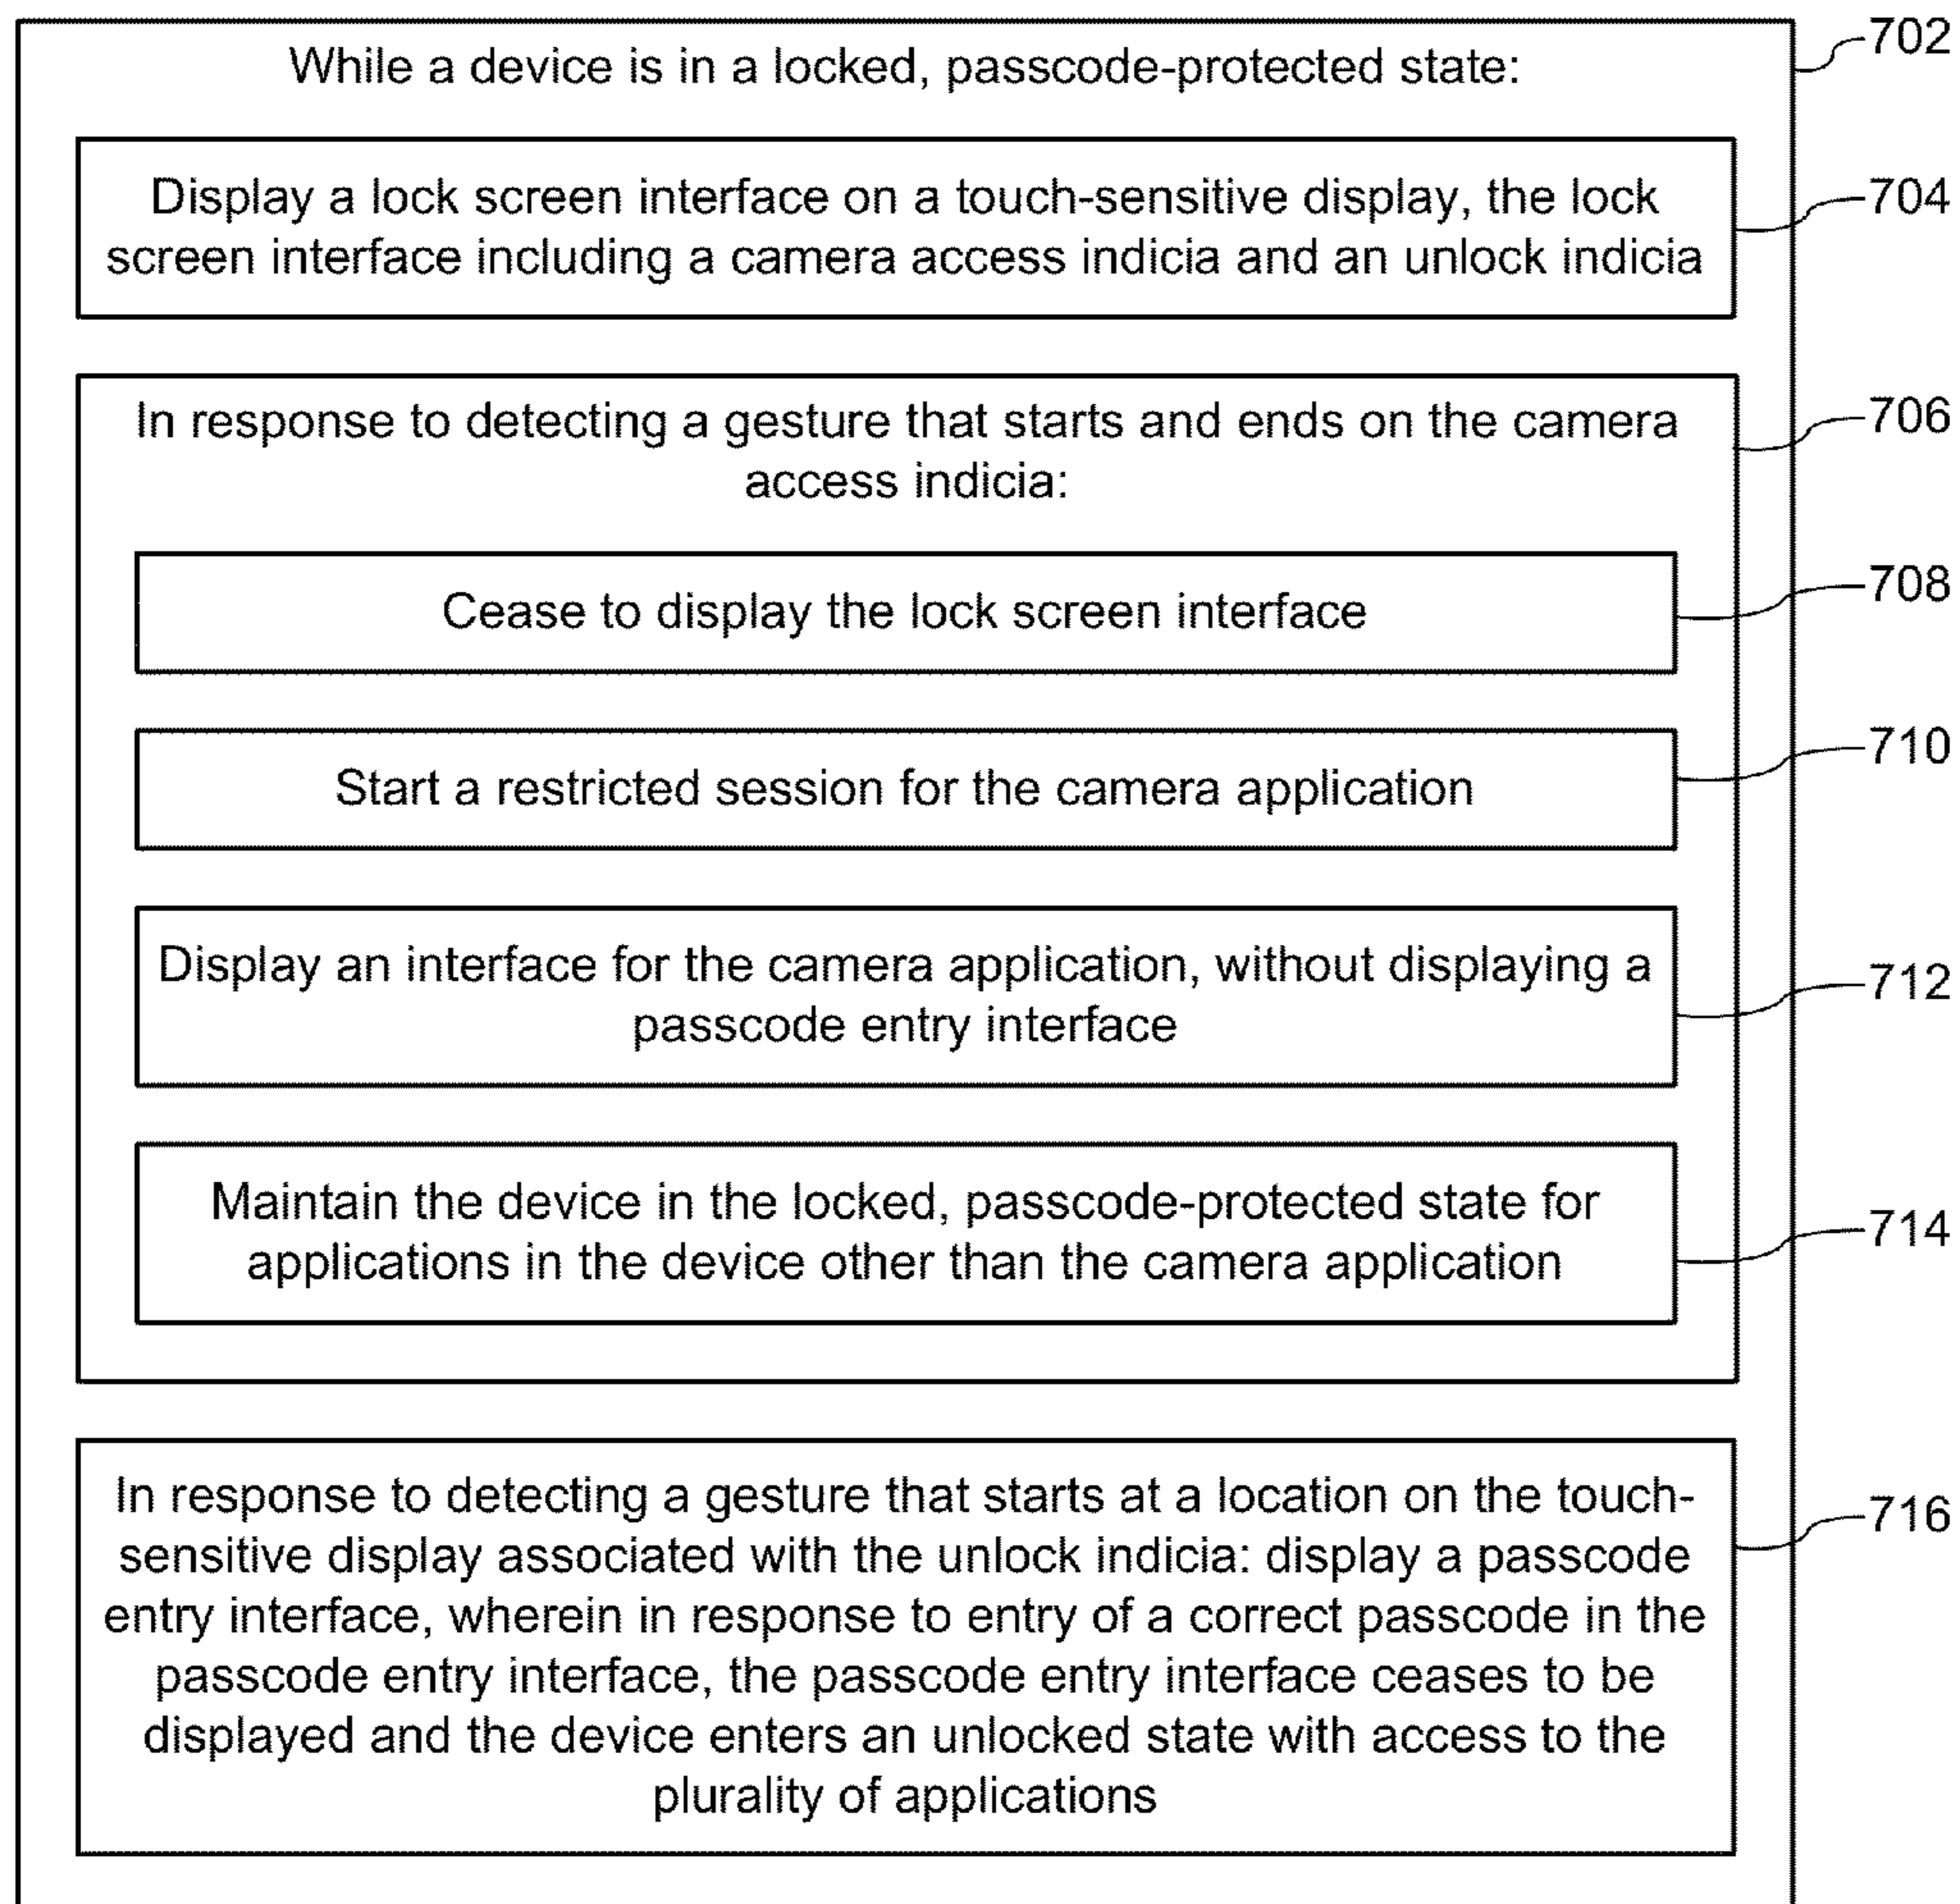 While a device is in a locked, passcode-protected state:
702
Display a lock screen interface on a touch-sensitive display, the lock
screen interface including a camera access indicia and an unlock indicia
704
In response to detecting a gesture that starts and ends on the camera
access indicia:
706
Cease to display the lock screen interface
708
Start a restricted session for the camera application
710
Display an interface for the camera application, without displaying a
passcode entry interface
712
Maintain the device in the locked, passcode-protected state for
applications in the device other than the camera application
714
In response to detecting a gesture that starts at a location on the touch-
sensitive display associated with the unlock indicia: display a passcode
entry interface, wherein in response to entry of a correct passcode in the
passcode entry interface, the passcode entry interface ceases to be
displayed and the device enters an unlocked state with access to the
plurality of applications
716